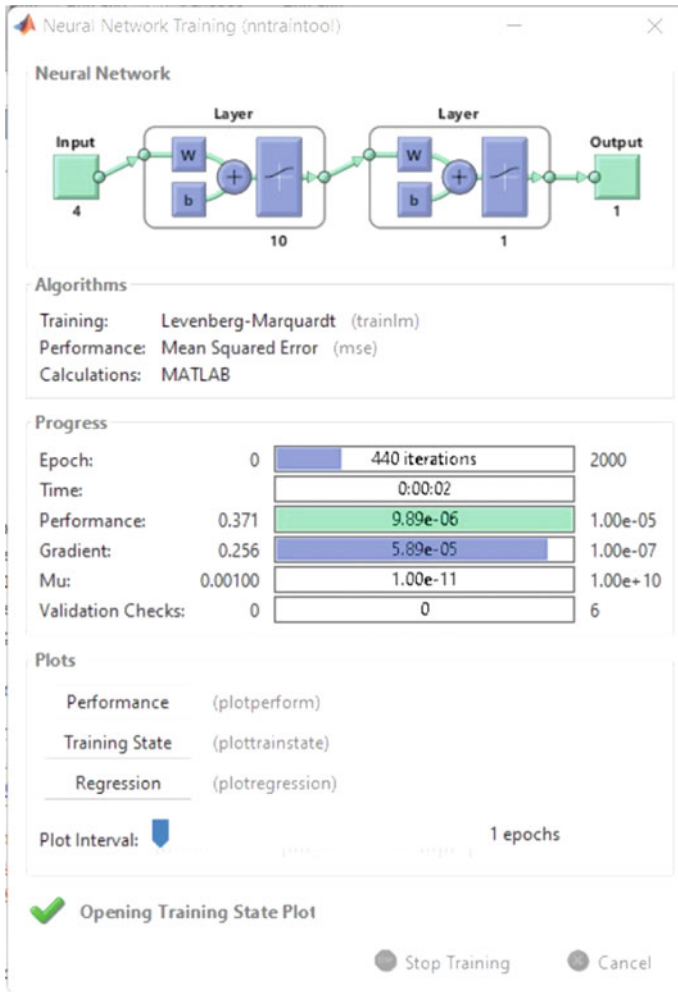 Neural Network Training (nntraintool)
Neural Network
Layer Layer
Input W b W b Output
4 10 1 1
Algorithms
Training: Levenberg-Marquardt (trainlm)
Performance: Mean Squared Error (mse)
Calculations: MATLAB
Progress
Epoch: 0 440 iterations 2000
Time: 0:00:02
Performance: 0.371 9.89e-06 1.00e-05
Gradient: 0.256 5.89e-05 1.00e-07
Mu: 0.00100 1.00e-11 1.00e+10
Validation Checks: 0 0 6
Plots
Performance (plotperform)
Training State (plottrainstate)
Regression (plotregression)
Plot Interval: 1 epochs
Opening Training State Plot
Stop Training Cancel